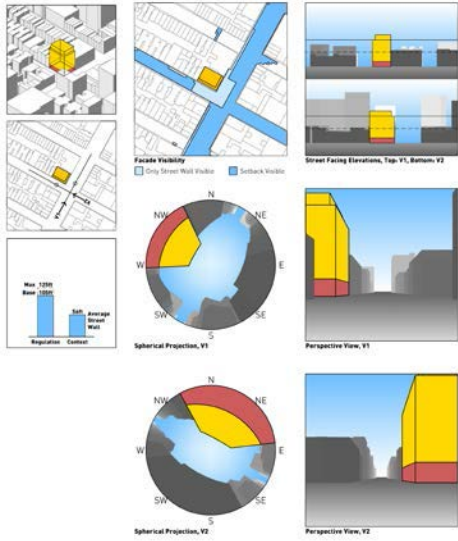 V1
V2
Max 125ft
Base 105ft
54ft
Average
Street
Wall
Regulation Context
Facade Visibility
Only Street Wall Visible
Setback Visible
Street Facing Elevations, Top: V1, Bottom: V2
N
NE
E
SE
S
SW
W
NW
Spherical Projection, V1
Perspective View, V1
N
NE
E
SE
S
SW
W
NW
Spherical Projection, V2
Perspective View, V2